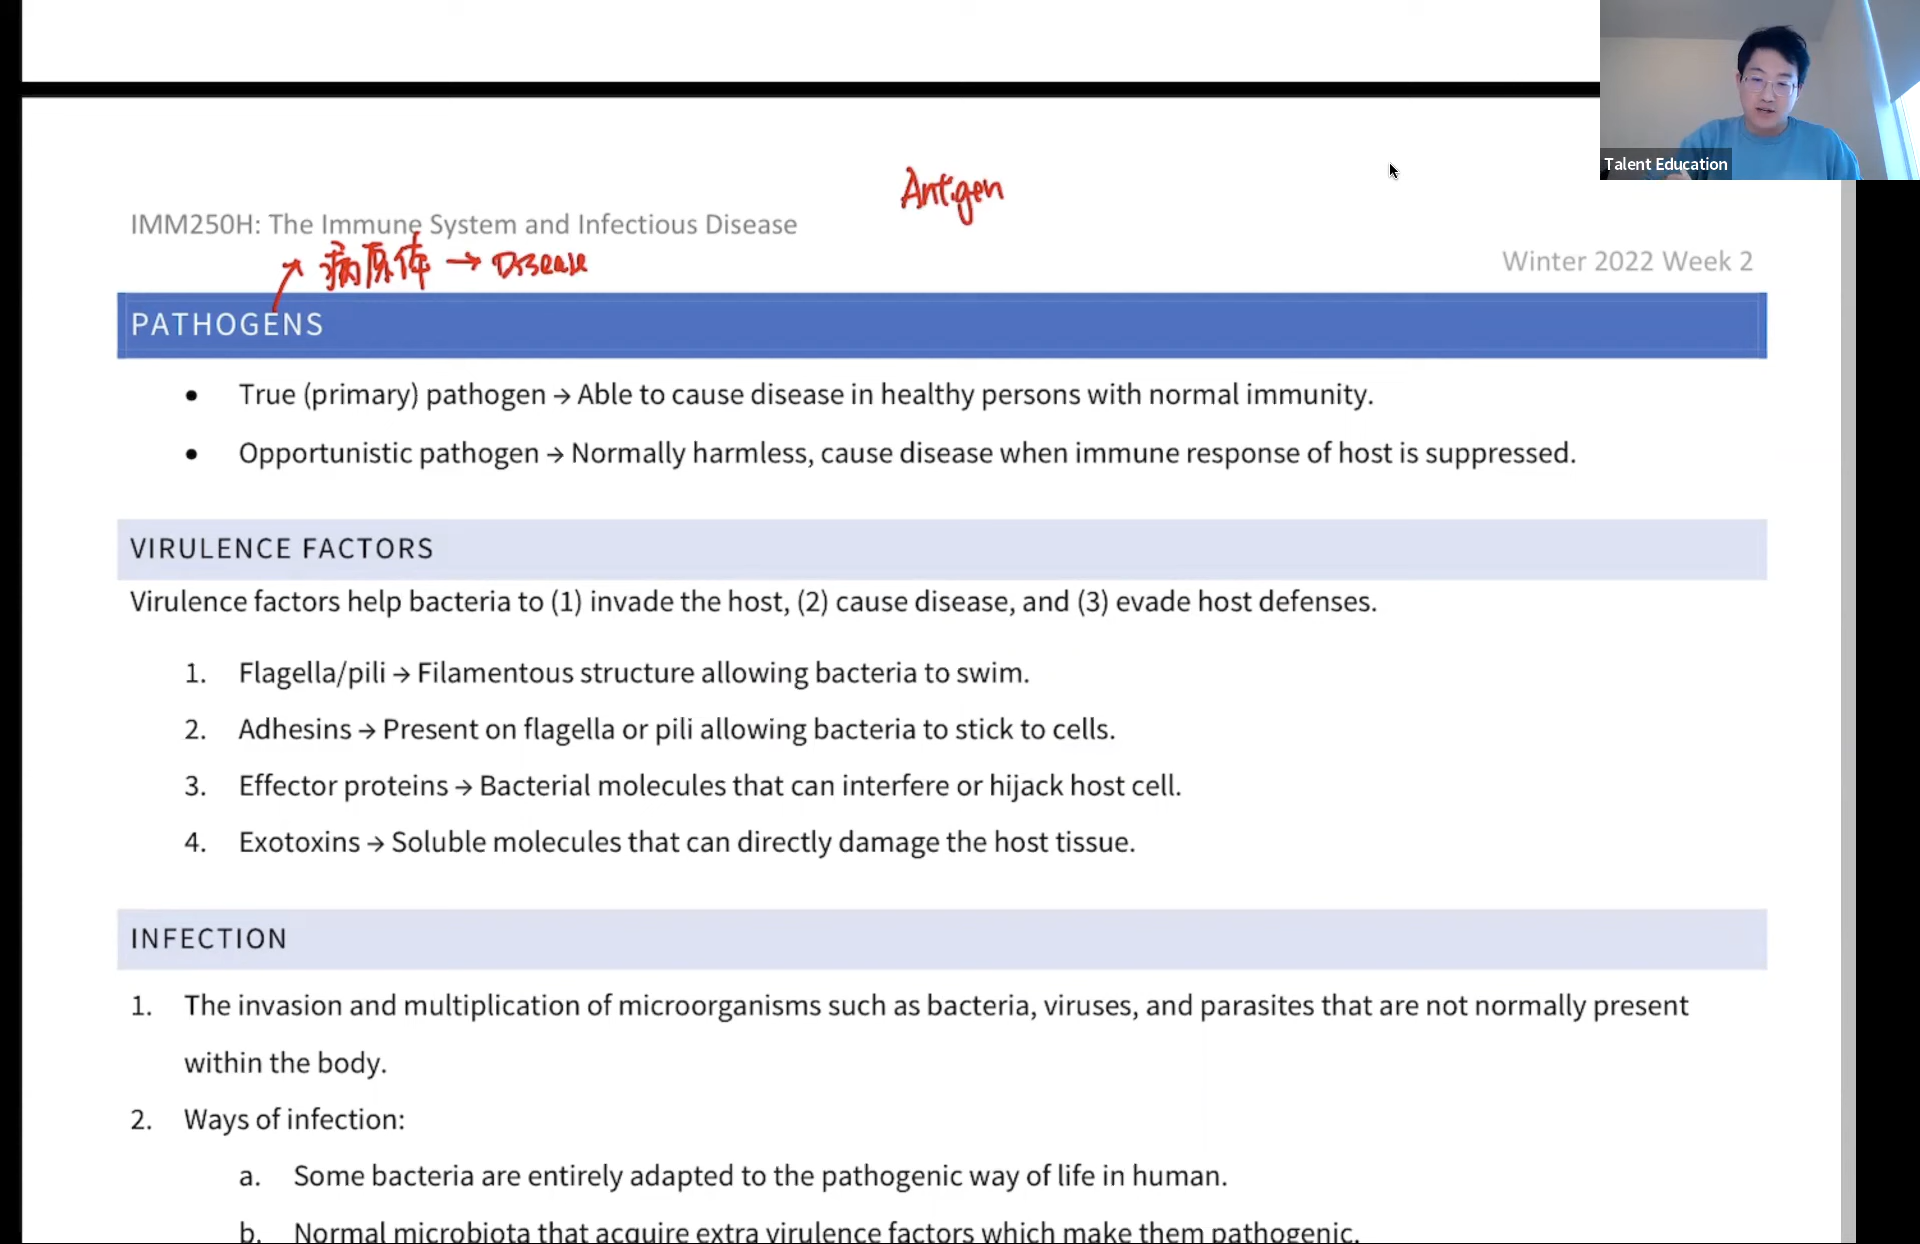 Talent Education
Antigen
IMM250H: The Immune System and Infectious Disease
病原体 → Disease
Winter 2022 Week 2
PATHOGENS
• True (primary) pathogen → Able to cause disease in healthy persons with normal immunity.
• Opportunistic pathogen → Normally harmless, cause disease when immune response of host is suppressed.
VIRULENCE FACTORS
Virulence factors help bacteria to (1) invade the host, (2) cause disease, and (3) evade host defenses.
1. Flagella/pili → Filamentous structure allowing bacteria to swim.
2. Adhesins → Present on flagella or pili allowing bacteria to stick to cells.
3. Effector proteins → Bacterial molecules that can interfere or hijack host cell.
4. Exotoxins → Soluble molecules that can directly damage the host tissue.
INFECTION
1. The invasion and multiplication of microorganisms such as bacteria, viruses, and parasites that are not normally present
within the body.
2. Ways of infection:
a. Some bacteria are entirely adapted to the pathogenic way of life in human.
b. Normal microbiota that acquire extra virulence factors which make them pathogenic.